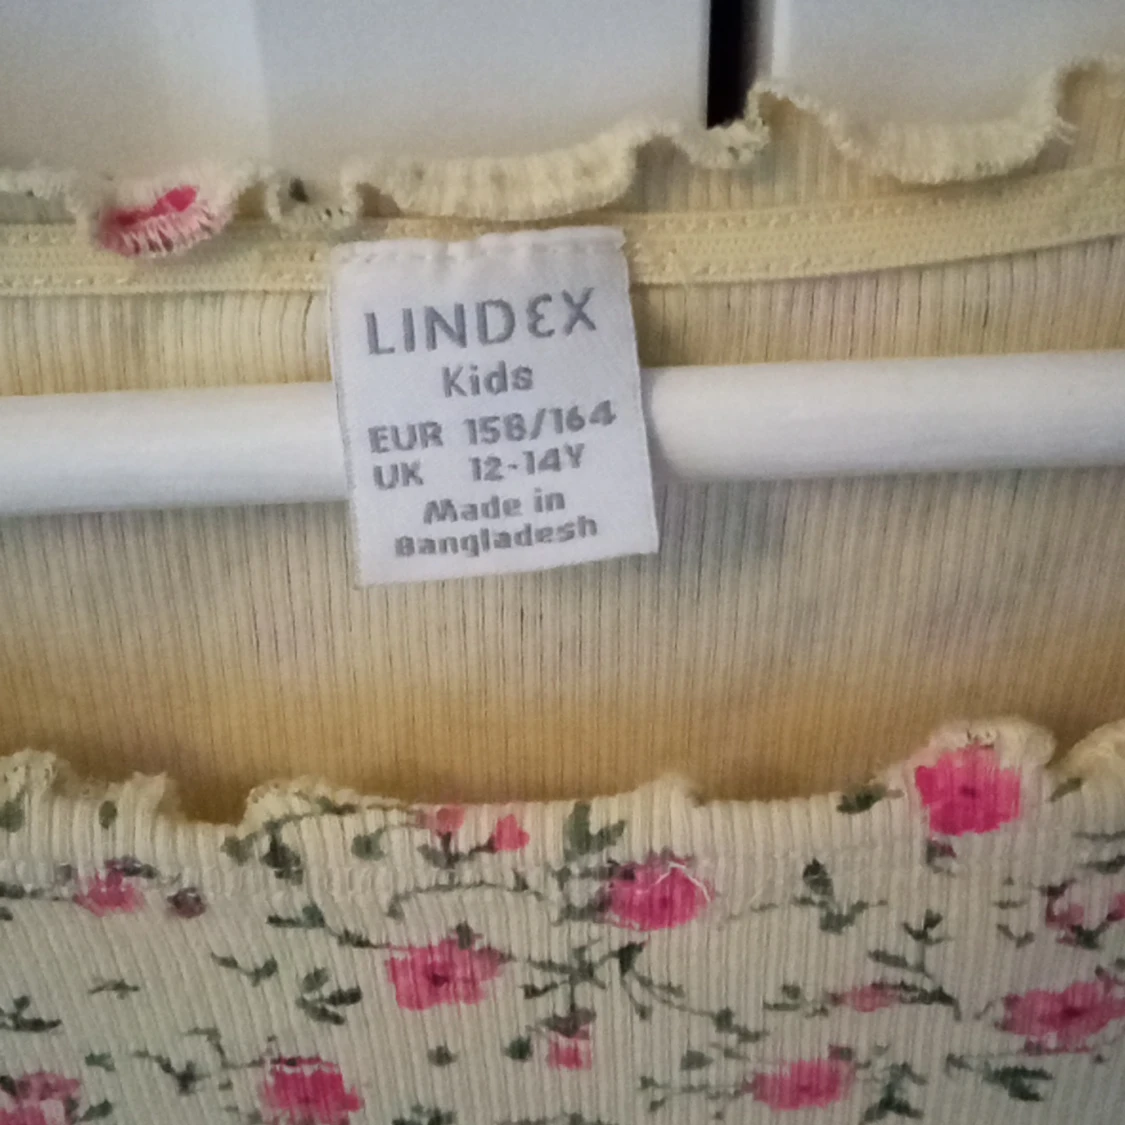 LINDEX
Kids
EUR 158/164
UK 12-14Y
Made in
Bangladesh